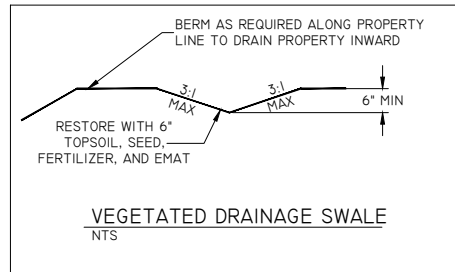 BERM AS REQUIRED ALONG PROPERTY
LINE TO DRAIN PROPERTY INWARD
3:1
MAX
3:1
MAX
6" MIN
RESTORE WITH 6"
TOPSOIL, SEED,
FERTILIZER, AND EMAT
VEGETATED DRAINAGE SWALE
NTS